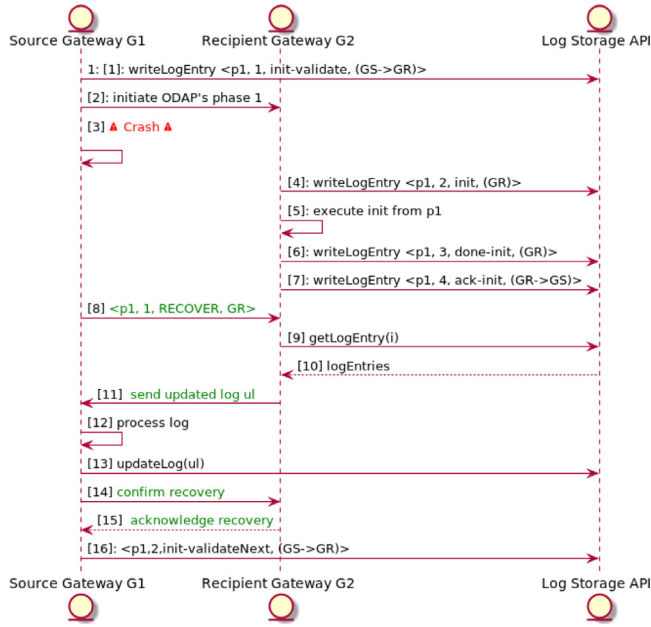 Source Gateway G1 Recipient Gateway G2 Log Storage API
1: [1]: writeLogEntry <p1, 1, init-validate, (GS->GR)>
[2]: initiate ODAP's phase 1
[3] ⚠ Crash ⚠
[4]: writeLogEntry <p1, 2, init, (GR)>
[5]: execute init from p1
[6]: writeLogEntry <p1, 3, done-init, (GR)>
[7]: writeLogEntry <p1, 4, ack-init, (GR->GS)>
[8] <p1, 1, RECOVER, GR>
[9] getLogEntry(i)
[10] logEntries
[11] send updated log ul
[12] process log
[13] updateLog(ul)
[14] confirm recovery
[15] acknowledge recovery
[16]: <p1,2,init-validateNext, (GS->GR)>
Source Gateway G1 Recipient Gateway G2 Log Storage API